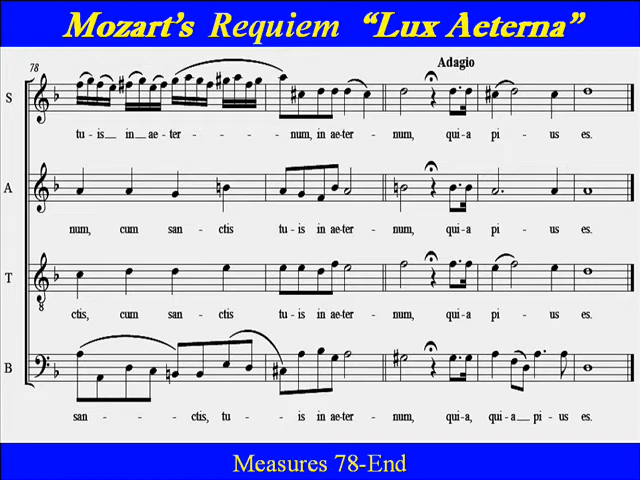 Mozart's Requiem "Lux Aeterna"
78
Adagio
S
tu - is in ae - ter - - - num, in ae-ter - num, qui-a pi - us es.
A
num, cum san - ctis tu - is in ae-ter - num, qui-a pi - us es.
T
8
ctis, cum san - ctis tu - is in ae-ter - num, qui-a pi - us es.
B
san - - - ctis, tu - - is in ae-ter - num, qui-a, qui-a pi - us es.
Measures 78-End